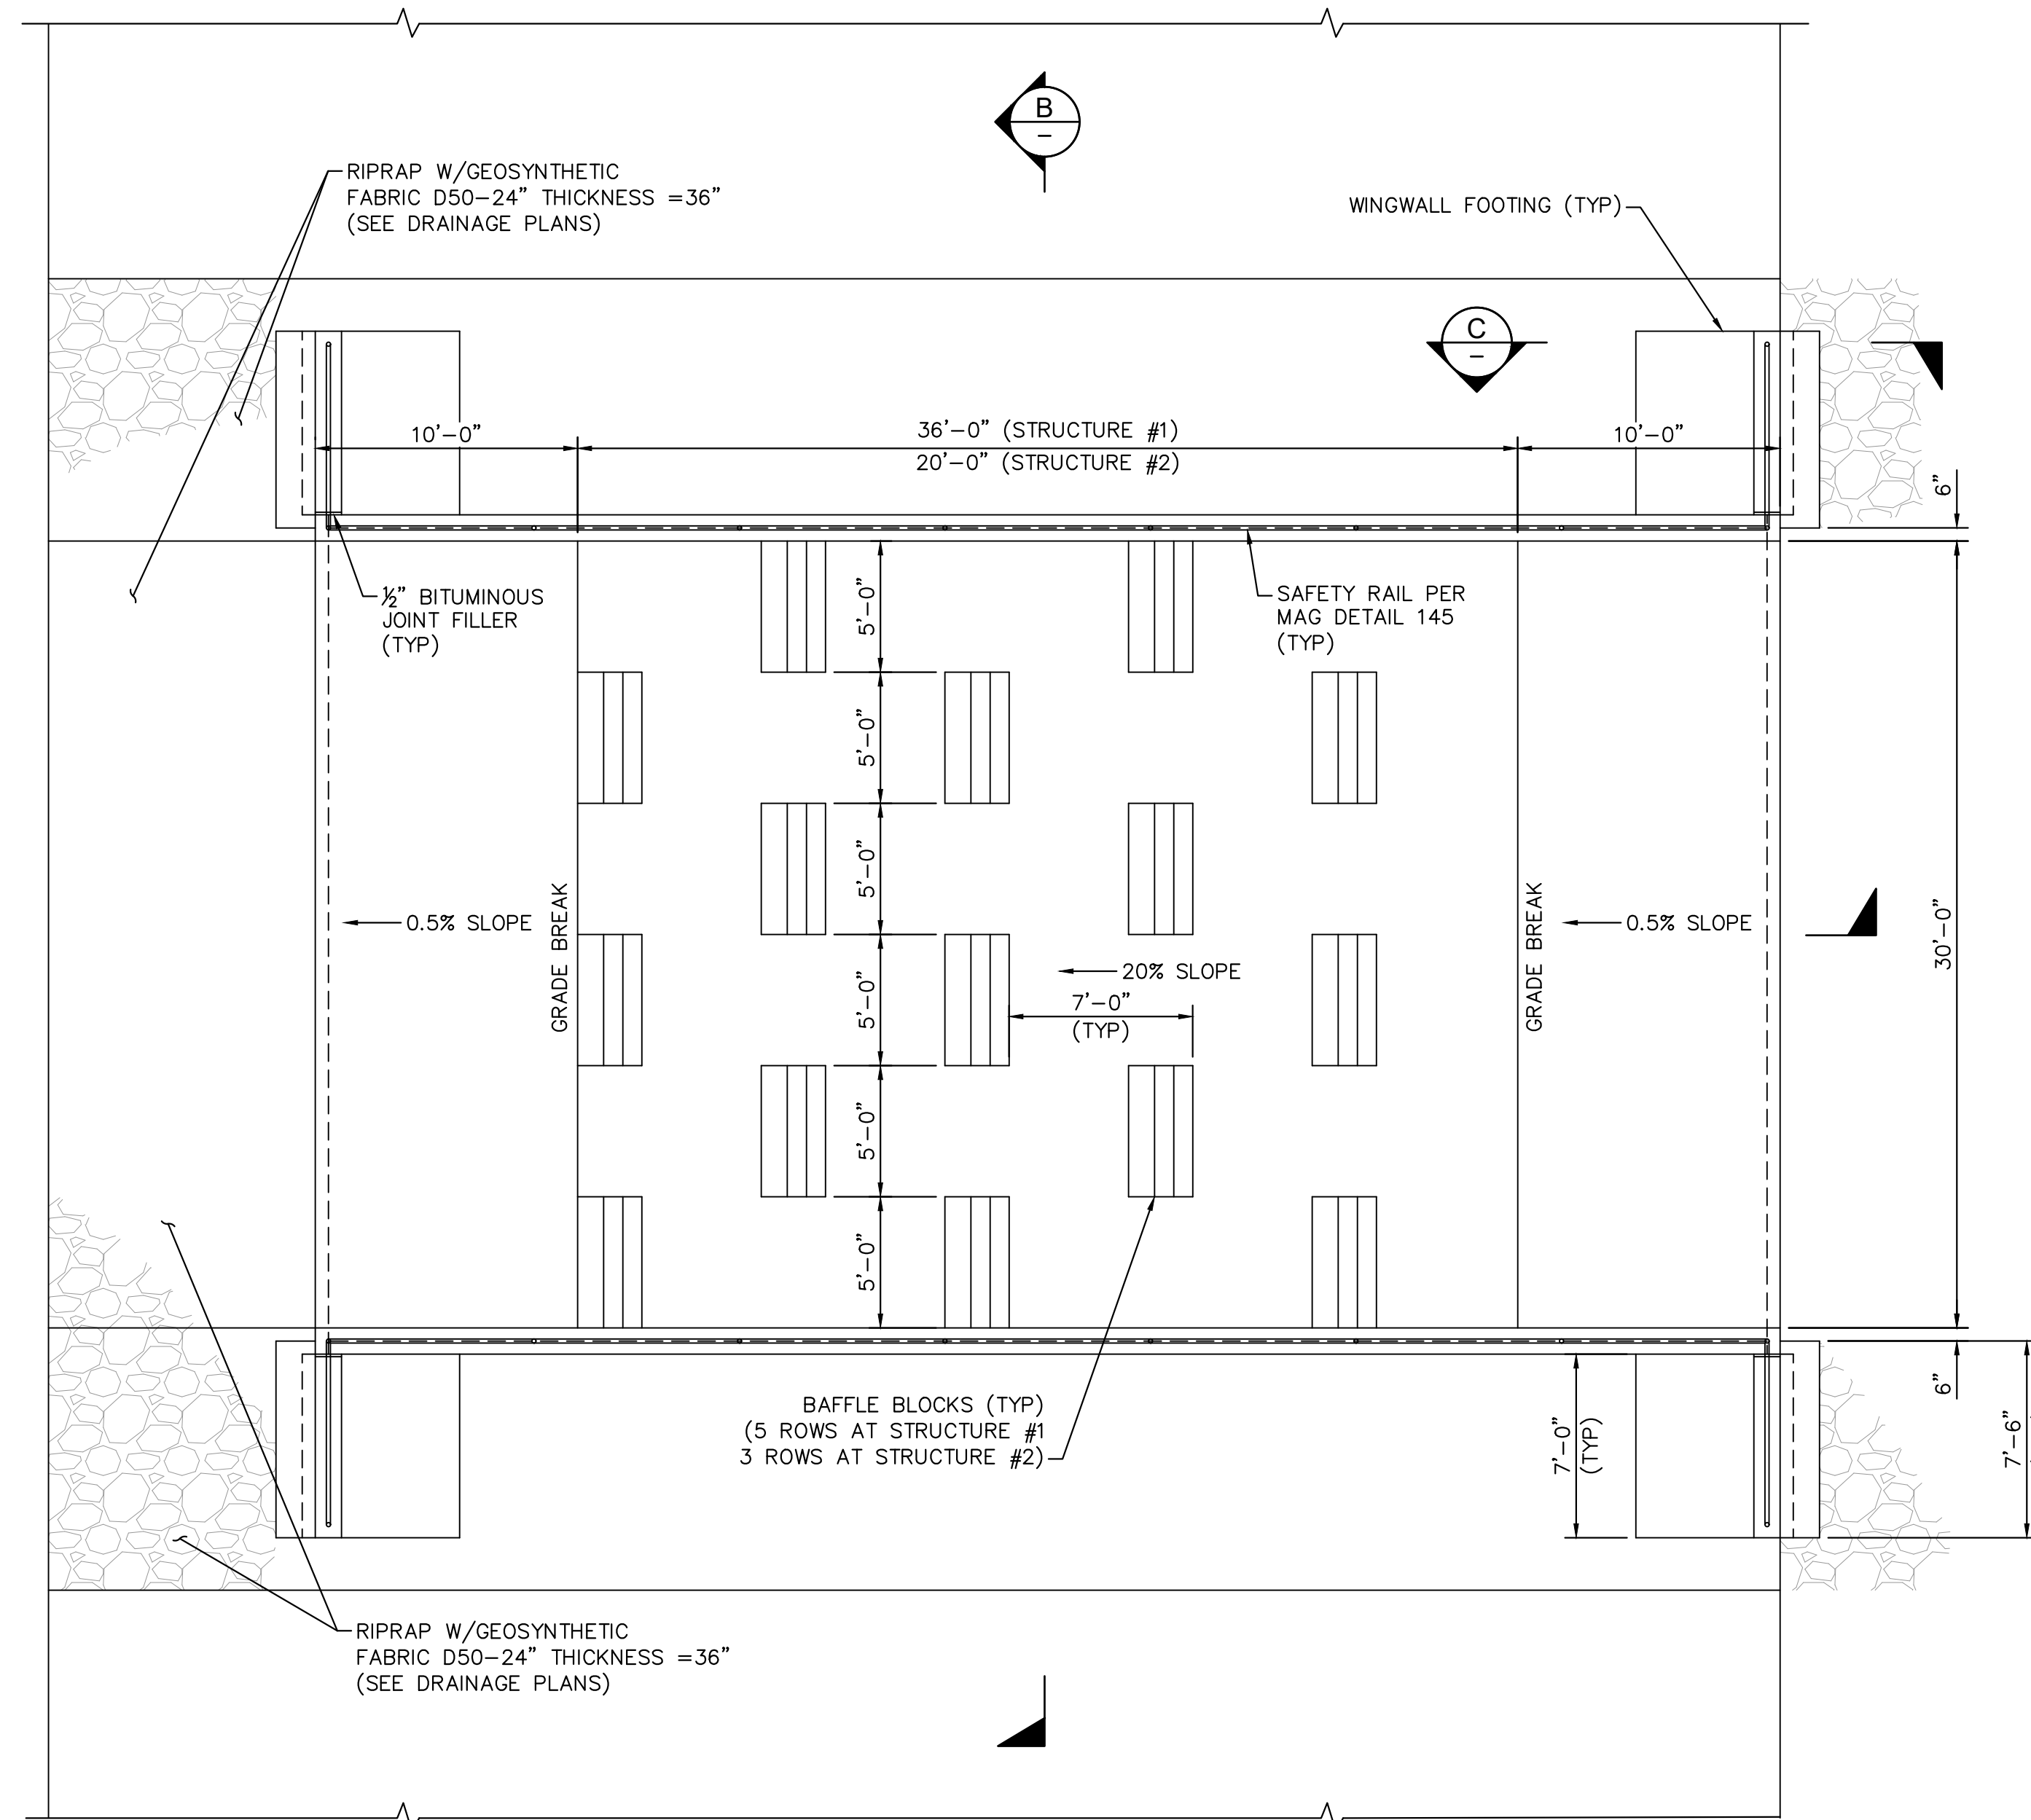 B
–
RIPRAP W/GEOSYNTHETIC
FABRIC D50–24" THICKNESS =36"
(SEE DRAINAGE PLANS)
WINGWALL FOOTING (TYP)
C
–
10'–0"
36'–0" (STRUCTURE #1)
20'–0" (STRUCTURE #2)
10'–0"
6"
½" BITUMINOUS
JOINT FILLER
(TYP)
5'–0"
SAFETY RAIL PER
MAG DETAIL 145
(TYP)
5'–0"
5'–0"
GRADE BREAK
0.5% SLOPE
GRADE BREAK
0.5% SLOPE
30'–0"
5'–0"
20% SLOPE
7'–0"
(TYP)
5'–0"
5'–0"
BAFFLE BLOCKS (TYP)
(5 ROWS AT STRUCTURE #1
3 ROWS AT STRUCTURE #2)
7'–0"
(TYP)
6"
7'–6"
RIPRAP W/GEOSYNTHETIC
FABRIC D50–24" THICKNESS =36"
(SEE DRAINAGE PLANS)